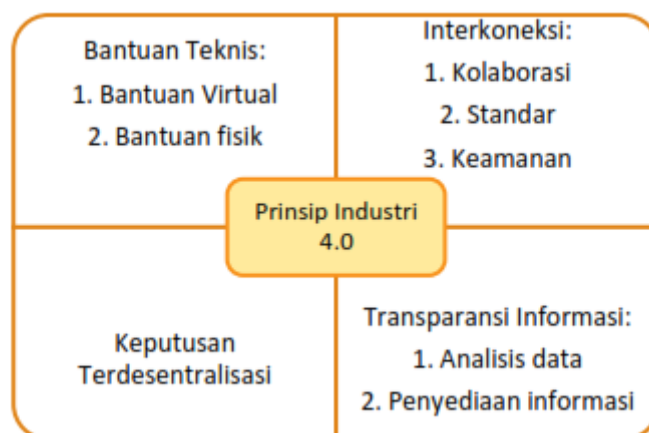 Bantuan Teknis:
1. Bantuan Virtual
2. Bantuan fisik
Interkoneksi:
1. Kolaborasi
2. Standar
3. Keamanan
Prinsip Industri
4.0
Keputusan
Terdesentralisasi
Transparansi Informasi:
1. Analisis data
2. Penyediaan informasi